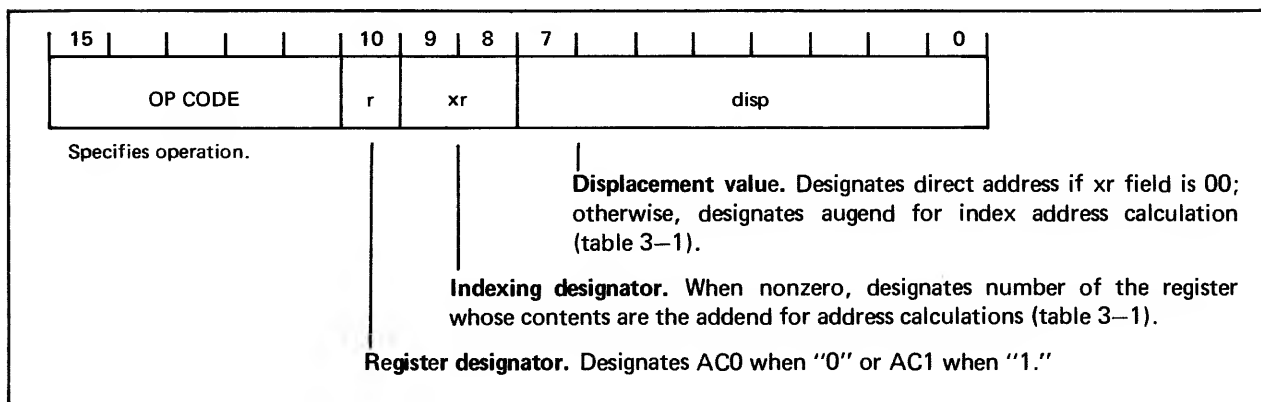 15 10 9 8 7 0
OP CODE r xr disp
Specifies operation.
Displacement value. Designates direct address if xr field is 00;
otherwise, designates augend for index address calculation
(table 3—1).
Indexing designator. When nonzero, designates number of the register
whose contents are the addend for address calculations (table 3—1).
Register designator. Designates AC0 when "0" or AC1 when "1."